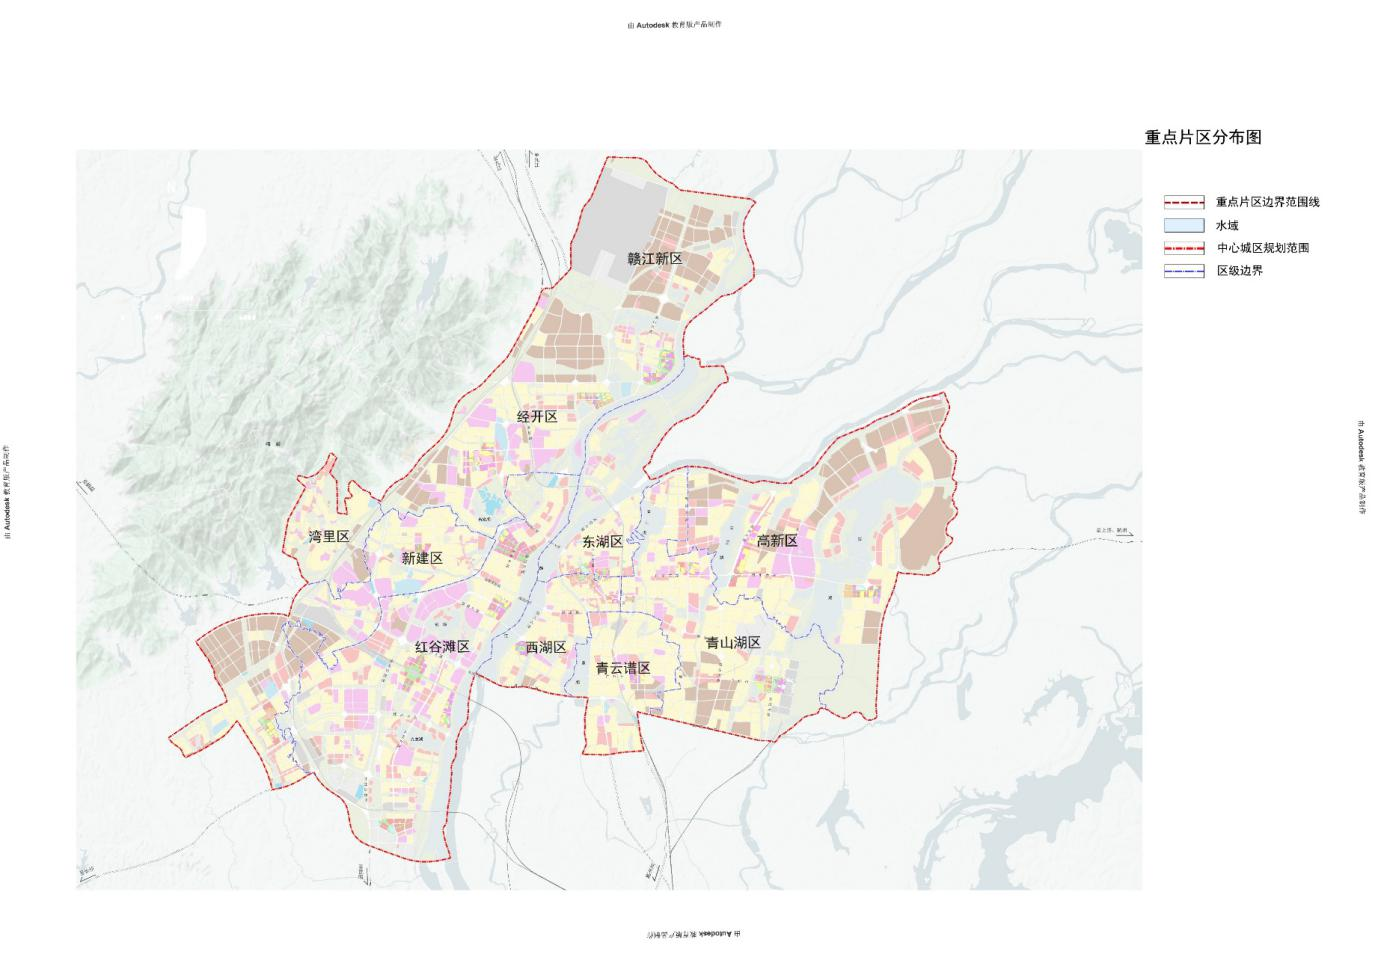 由 Autodesk 教育版产品制作
重点片区分布图
重点片区边界范围线
水域
中心城区规划范围
区级边界
赣江新区
经开区
湾里区
新建区
东湖区
高新区
红谷滩区
西湖区
青云谱区
青山湖区
九龙湖
由 Autodesk 教育版产品制作
由 Autodesk 教育版产品制作
由 Autodesk 教育版产品制作